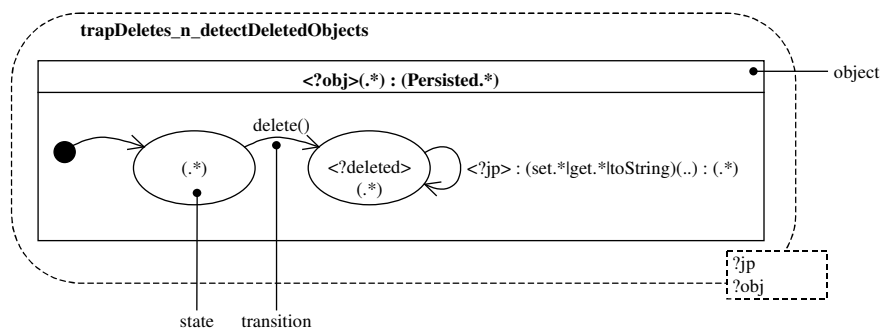 trapDeletes_n_detectDeletedObjects
<?obj>(.*) : (Persisted.*)
object
delete()
(.*)
<?deleted>
(.*)
<?jp> : (set.*|get.*|toString)(..) : (.*)
?jp
?obj
state
transition